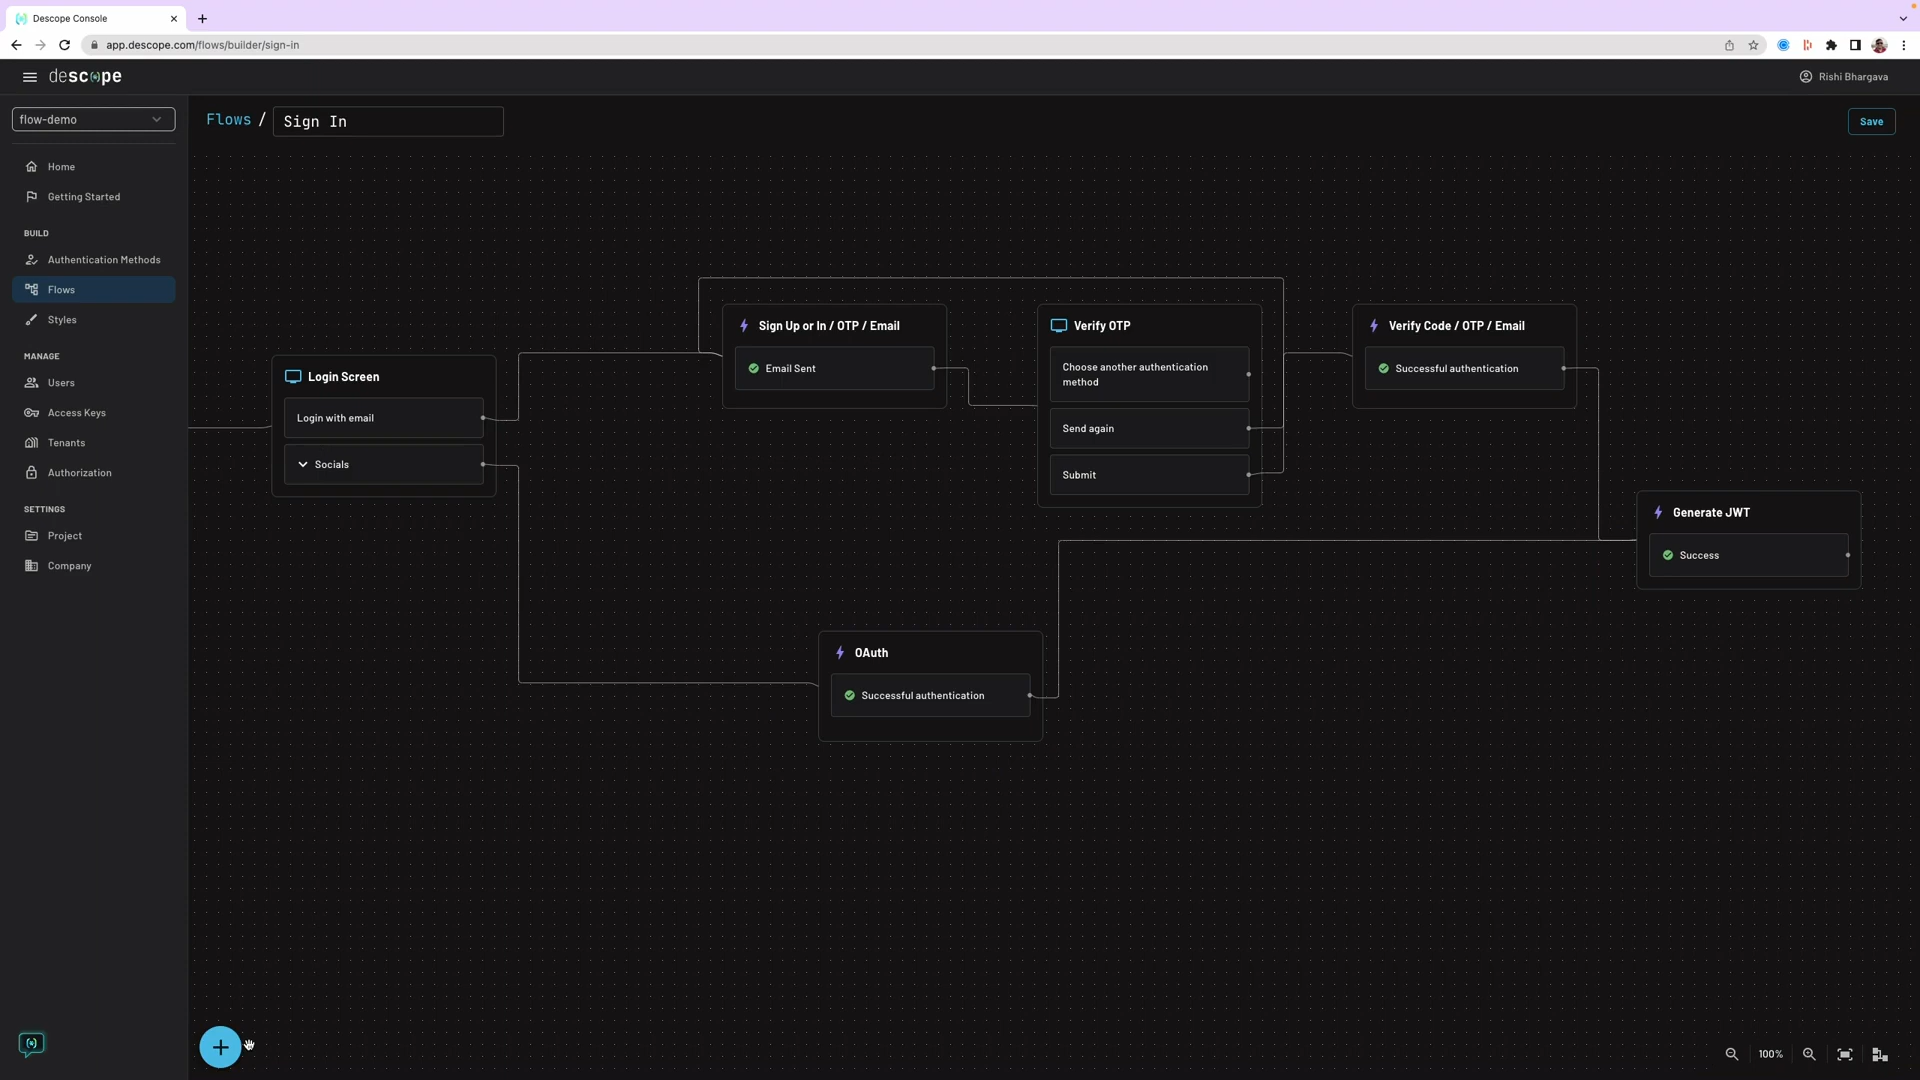 Descope Console
app.descope.com/flows/builder/sign-in
descope
Rishi Bhargava
flow-demo
Flows / Sign In
Save
Home
Getting Started
BUILD
Authentication Methods
Flows
Styles
MANAGE
Users
Access Keys
Tenants
Authorization
SETTINGS
Project
Company
Login Screen
Login with email
Socials
Sign Up or In / OTP / Email
Email Sent
Verify OTP
Choose another authentication
method
Send again
Submit
Verify Code / OTP / Email
Successful authentication
Generate JWT
Success
OAuth
Successful authentication
100%